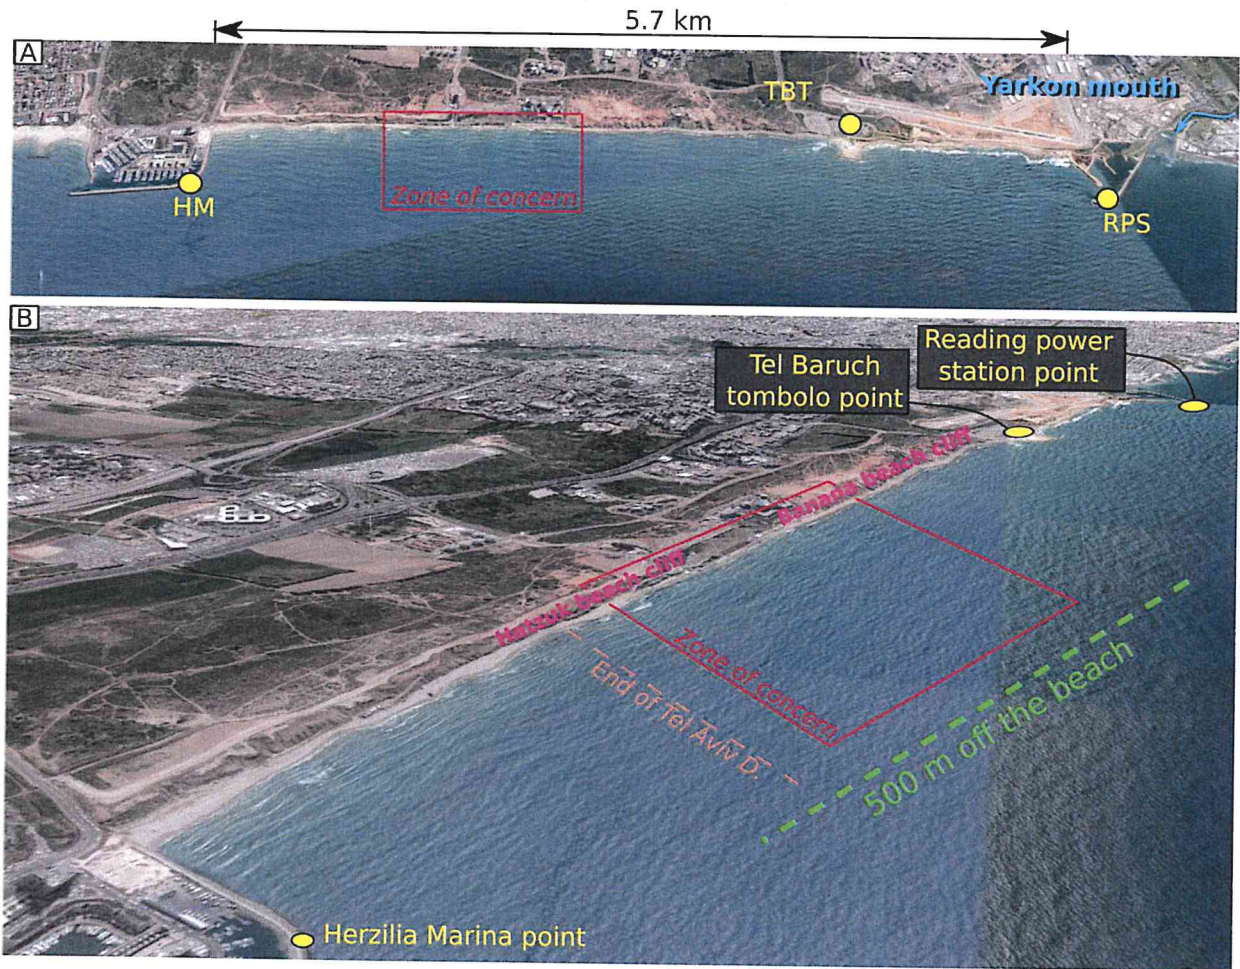 5.7 km
A
TBT
Yarkon mouth
Zone of concern
HM
RPS
B
Reading power
station point
Tel Baruch
tombolo point
Banana beach cliff
Hatzuk beach cliff
Zone of concern
End of Tel Aviv D.
500 m off the beach
Herzilia Marina point